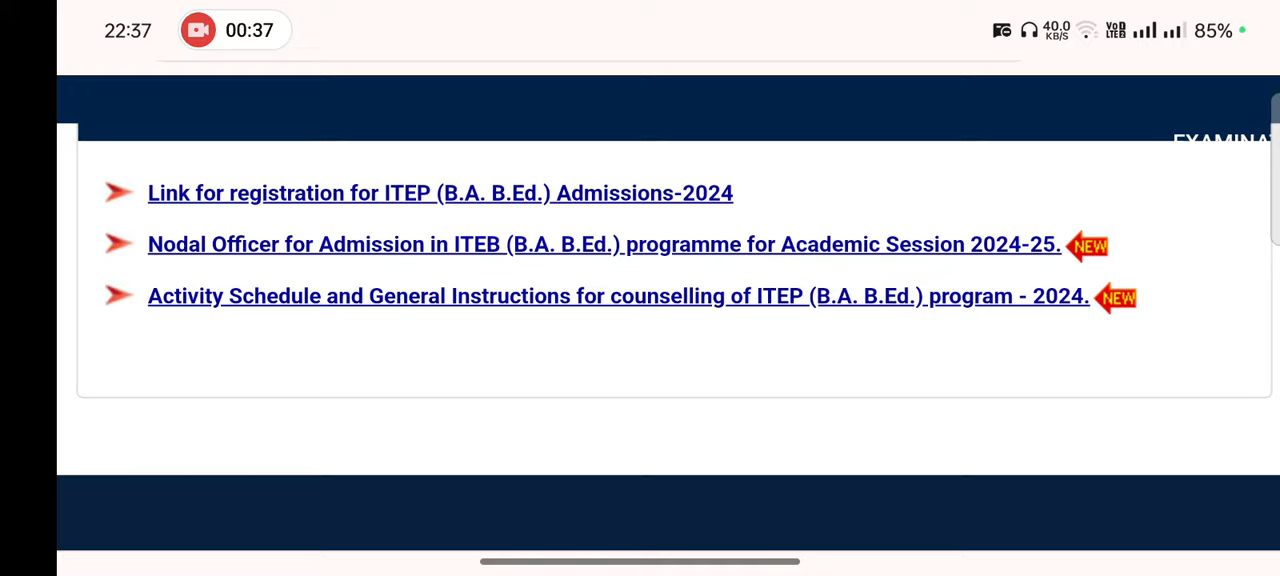 22:37 00:37 40.0 KB/S VoD LTE2 85%
Link for registration for ITEP (B.A. B.Ed.) Admissions-2024
Nodal Officer for Admission in ITEB (B.A. B.Ed.) programme for Academic Session 2024-25. NEW
Activity Schedule and General Instructions for counselling of ITEP (B.A. B.Ed.) program - 2024. NEW